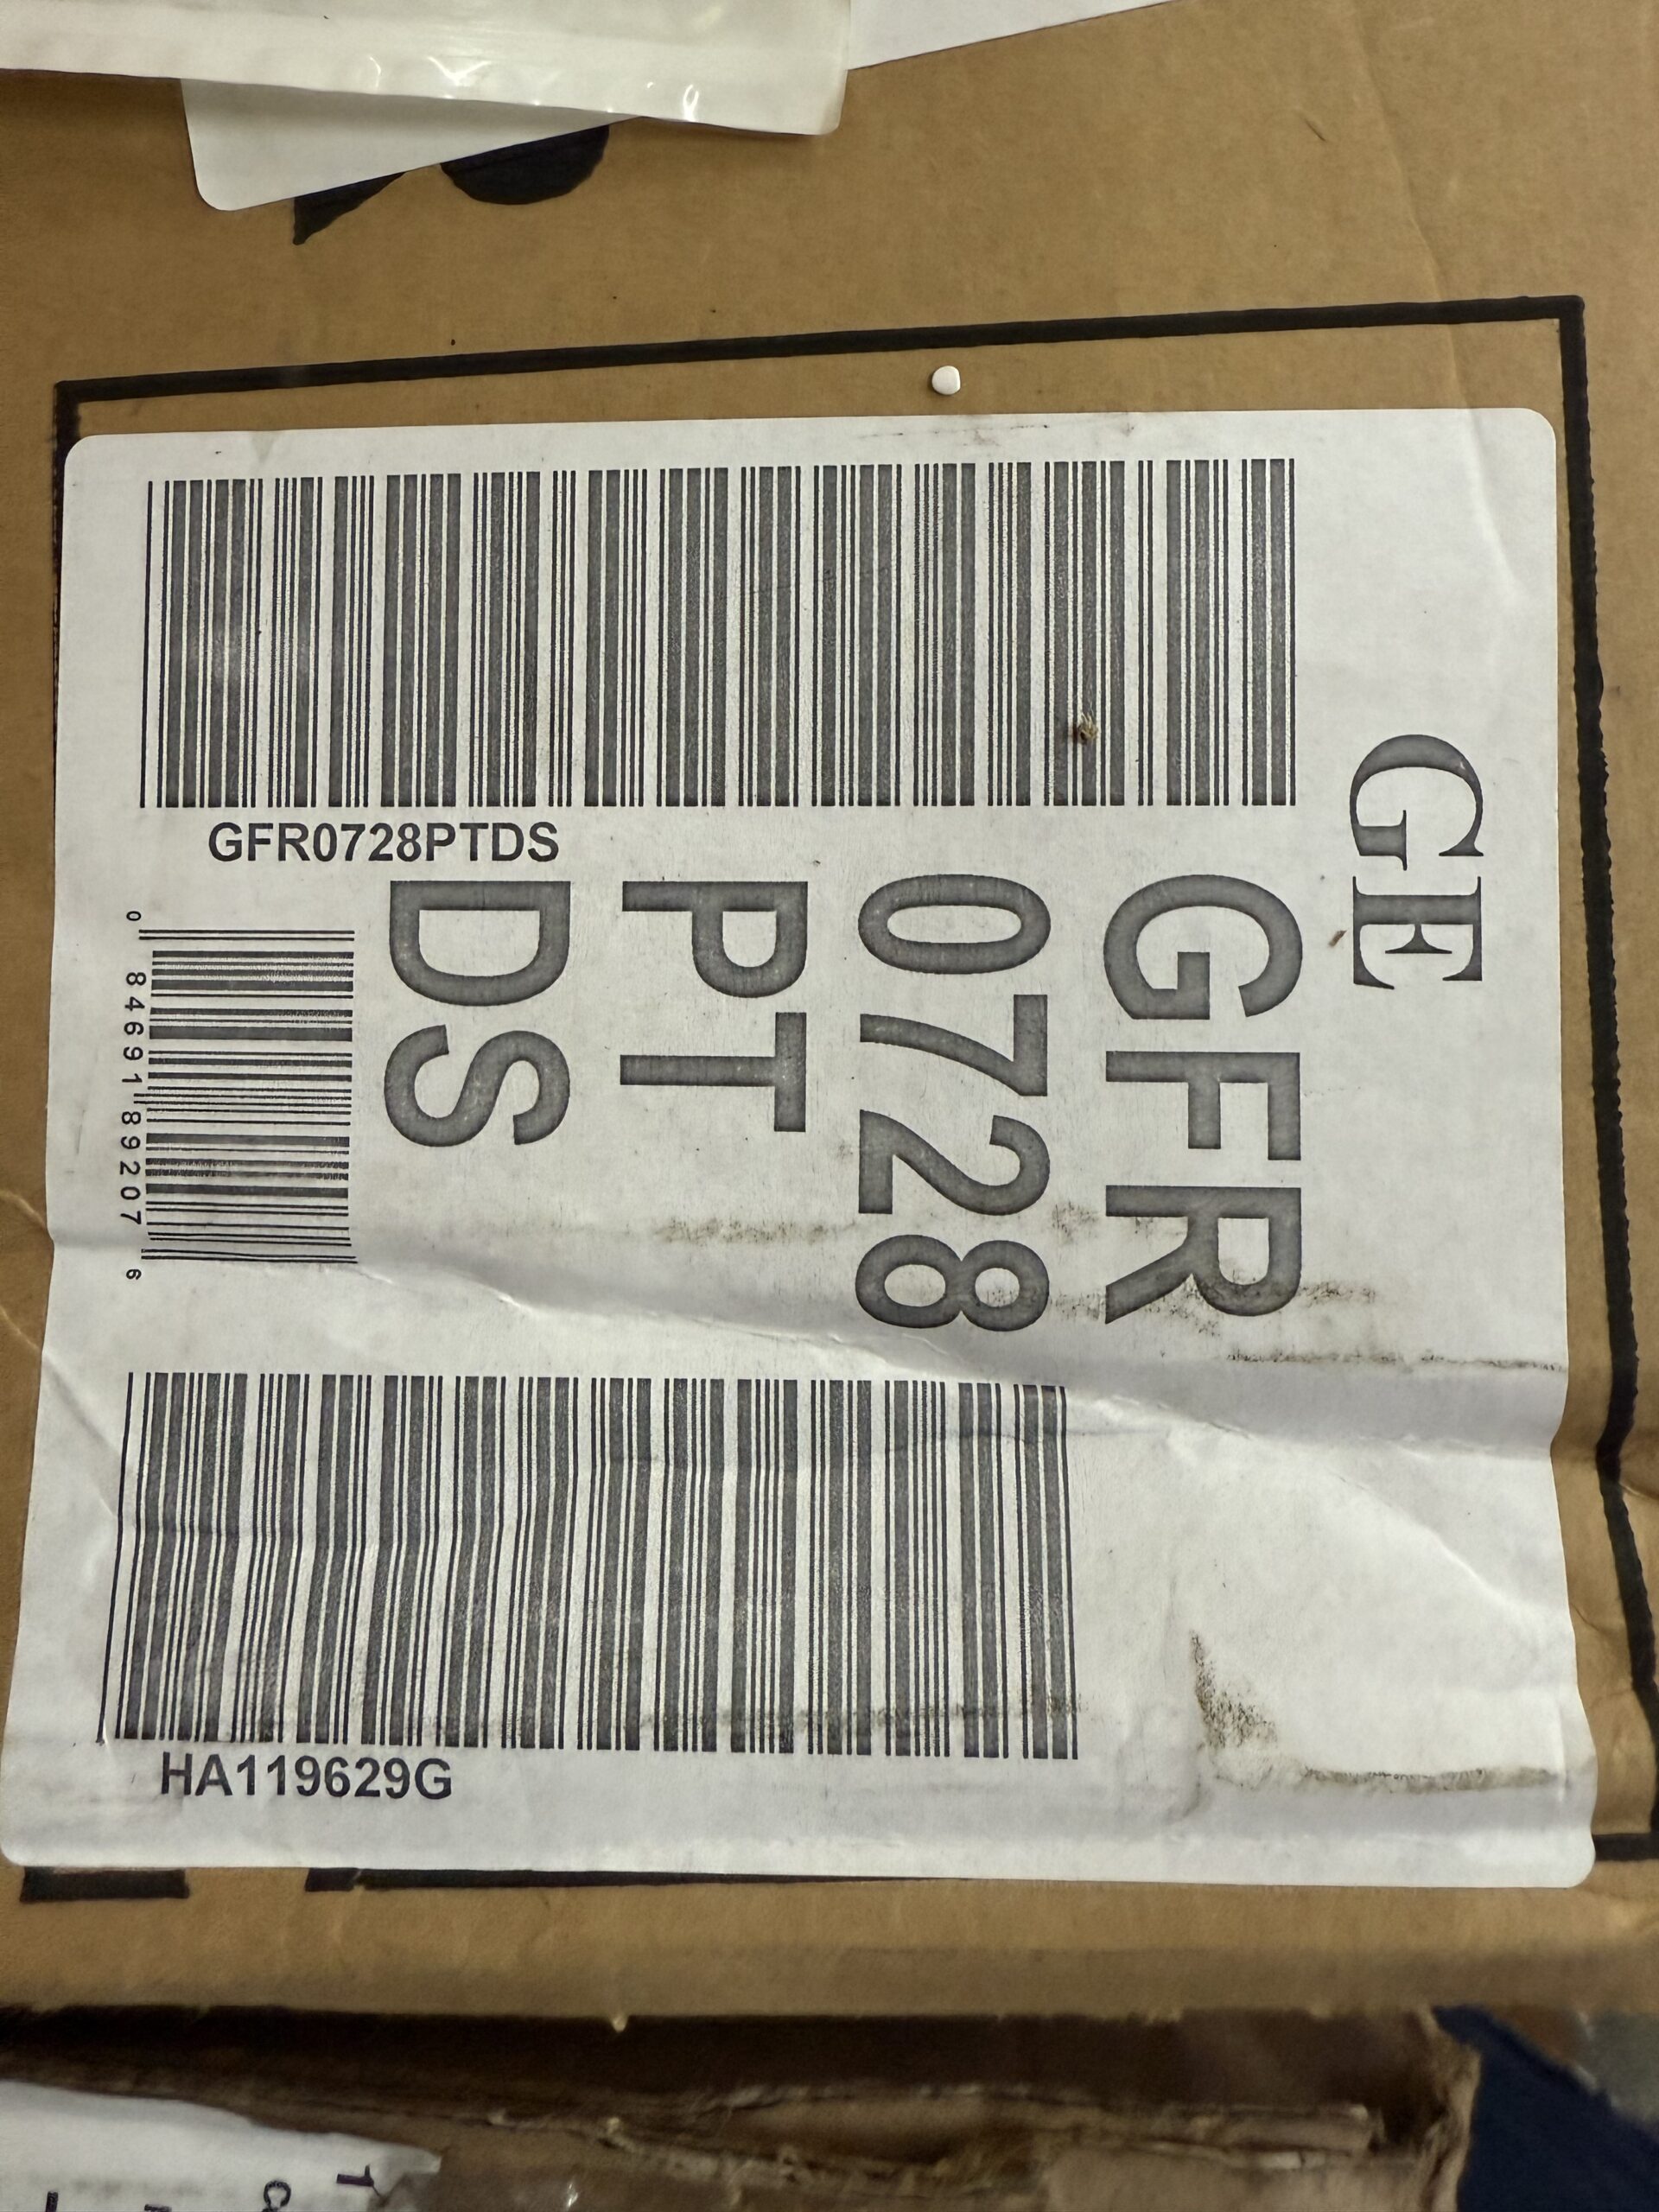 GE
GFR
0728
PT
DS
GFR0728PTDS
0 84691 89207 6
HA119629G